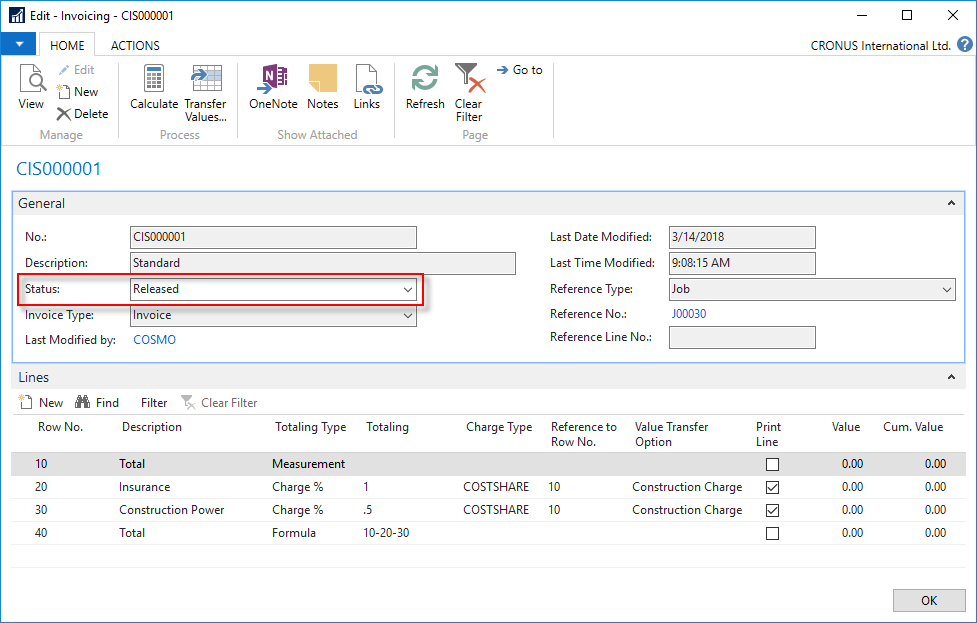 Edit - Invoicing - CIS000001
HOME ACTIONS CRONUS International Ltd. ?
View Edit New Delete Calculate Transfer Values... OneNote Notes Links Refresh Clear Filter Go to
Manage Process Show Attached Page
CIS000001
General
No.: CIS000001 Last Date Modified: 3/14/2018
Description: Standard Last Time Modified: 9:08:15 AM
Status: Released Reference Type: Job
Invoice Type: Invoice Reference No.: J00030
Last Modified by: COSMO Reference Line No.:
Lines
New Find Filter Clear Filter
Row No. Description Totaling Type Totaling Charge Type Reference to Row No. Value Transfer Option Print Line Value Cum. Value
10 Total Measurement 0.00 0.00
20 Insurance Charge % 1 COSTSHARE 10 Construction Charge 0.00 0.00
30 Construction Power Charge % .5 COSTSHARE 10 Construction Charge 0.00 0.00
40 Total Formula 10-20-30 0.00 0.00
OK